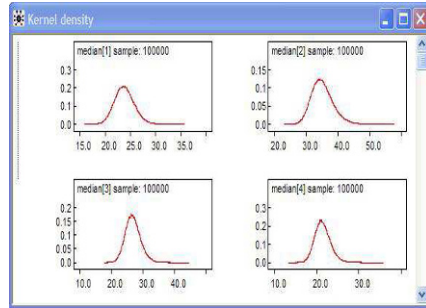 Kernel density
median[1] sample: 100000
0.3
0.2
0.1
0.0
15.0 20.0 25.0 30.0 35.0
median[2] sample: 100000
0.15
0.1
0.05
0.0
20.0 30.0 40.0 50.0
median[3] sample: 100000
0.2
0.15
0.1
0.05
0.0
10.0 20.0 30.0 40.0
median[4] sample: 100000
0.3
0.2
0.1
0.0
10.0 20.0 30.0